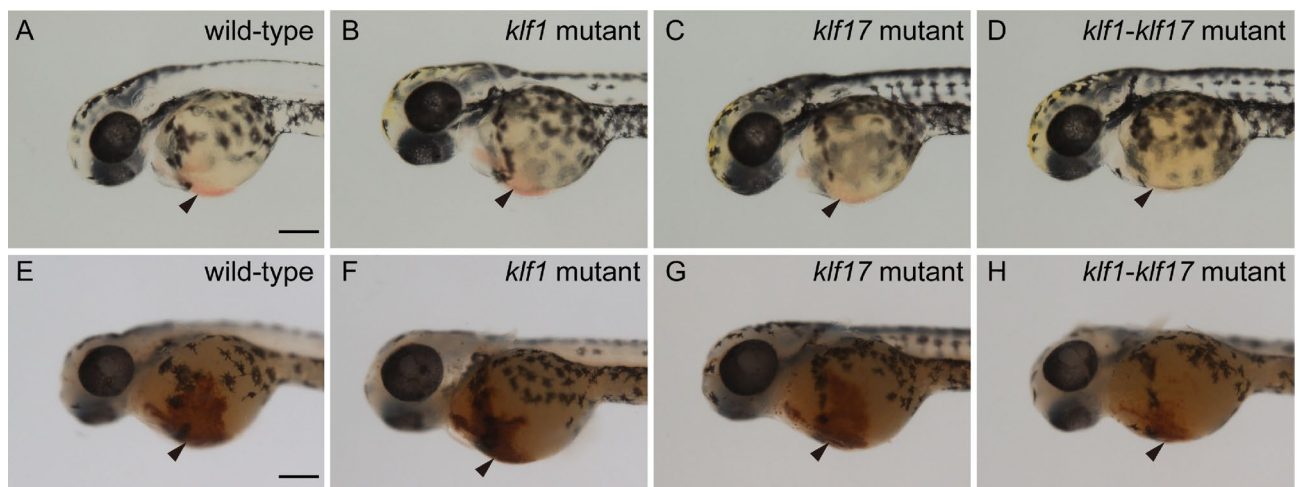 A wild-type
B klf1 mutant
C klf17 mutant
D klf1-klf17 mutant
E wild-type
F klf1 mutant
G klf17 mutant
H klf1-klf17 mutant